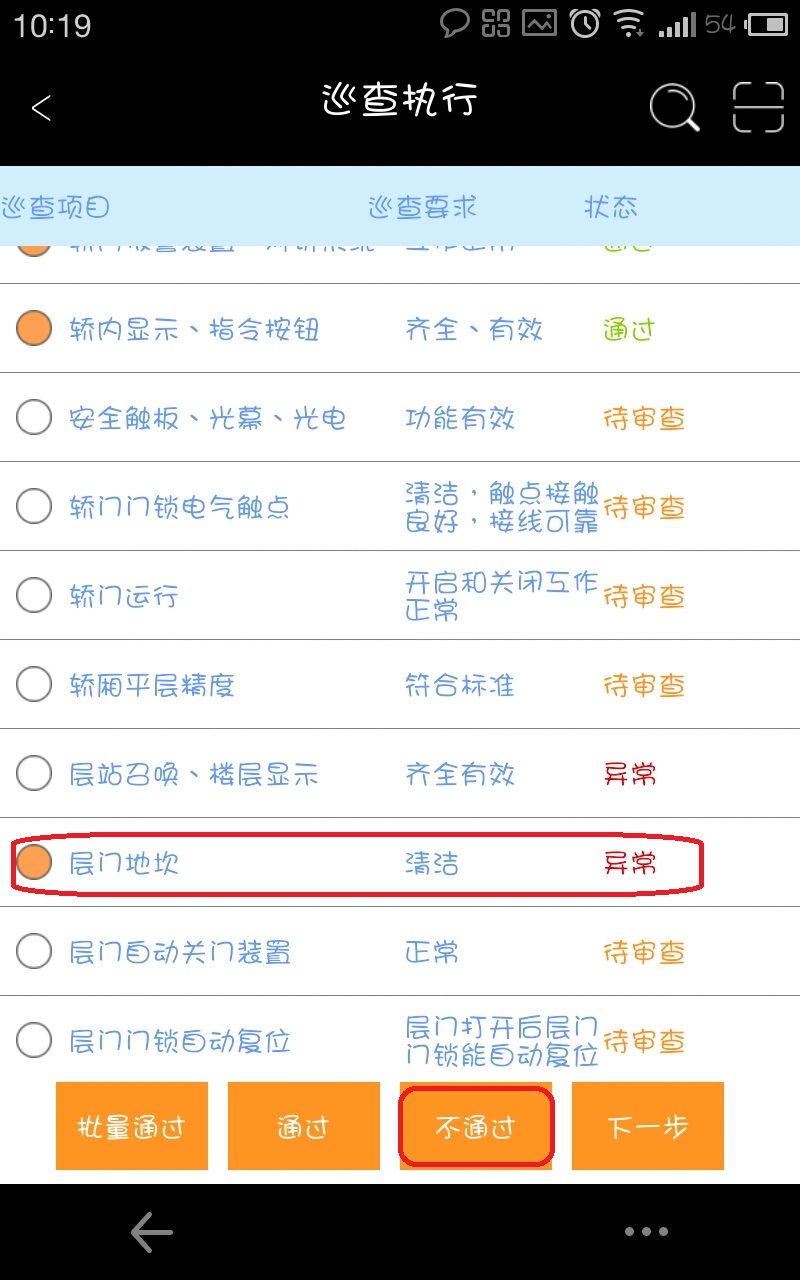 10:19
54
巡查执行
巡查项目 巡查要求 状态
轿内显示、指令按钮 齐全、有效 通过
安全触板、光幕、光电 功能有效 待审查
轿门门锁电气触点 清洁，触点接触 待审查
良好，接线可靠
轿门运行 开启和关闭互作 待审查
正常
轿厢平层精度 符合标准 待审查
层站召唤、楼层显示 齐全有效 异常
层门地坎 清洁 异常
层门自动关门装置 正常 待审查
层门门锁自动复位 层门打开后层门 待审查
门锁能自动复位
批量通过 通过 不通过 下一步